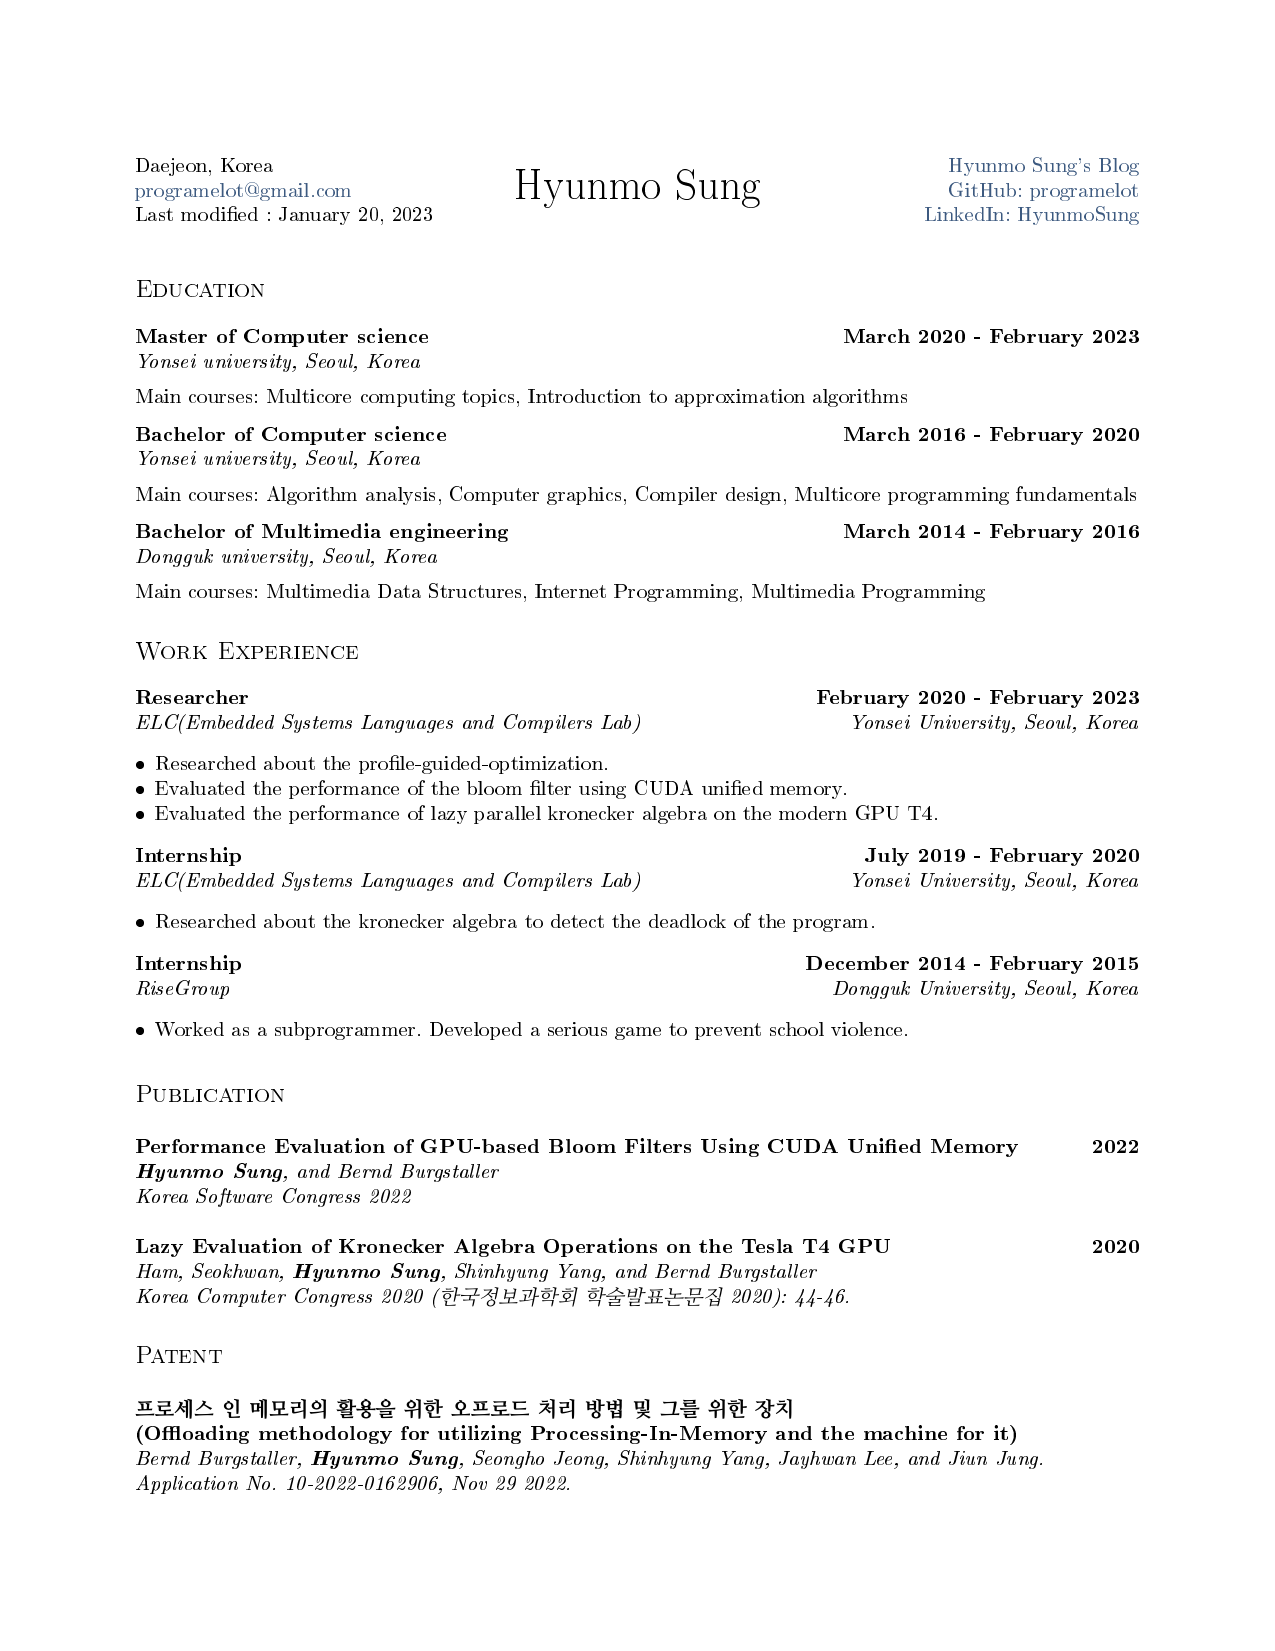 Daejeon, Korea
programelot@gmail.com
Last modified : January 20, 2023
Hyunmo Sung
Hyunmo Sung's Blog
GitHub: programelot
LinkedIn: HyunmoSung
Education
Master of Computer science March 2020 - February 2023
Yonsei university, Seoul, Korea
Main courses: Multicore computing topics, Introduction to approximation algorithms
Bachelor of Computer science March 2016 - February 2020
Yonsei university, Seoul, Korea
Main courses: Algorithm analysis, Computer graphics, Compiler design, Multicore programming fundamentals
Bachelor of Multimedia engineering March 2014 - February 2016
Dongguk university, Seoul, Korea
Main courses: Multimedia Data Structures, Internet Programming, Multimedia Programming
Work Experience
Researcher February 2020 - February 2023
ELC(Embedded Systems Languages and Compilers Lab) Yonsei University, Seoul, Korea
• Researched about the profile-guided-optimization.
• Evaluated the performance of the bloom filter using CUDA unified memory.
• Evaluated the performance of lazy parallel kronecker algebra on the modern GPU T4.
Internship July 2019 - February 2020
ELC(Embedded Systems Languages and Compilers Lab) Yonsei University, Seoul, Korea
• Researched about the kronecker algebra to detect the deadlock of the program.
Internship December 2014 - February 2015
RiseGroup Dongguk University, Seoul, Korea
• Worked as a subprogrammer. Developed a serious game to prevent school violence.
Publication
Performance Evaluation of GPU-based Bloom Filters Using CUDA Unified Memory 2022
Hyunmo Sung, and Bernd Burgstaller
Korea Software Congress 2022
Lazy Evaluation of Kronecker Algebra Operations on the Tesla T4 GPU 2020
Ham, Seokhwan, Hyunmo Sung, Shinhyung Yang, and Bernd Burgstaller
Korea Computer Congress 2020 (한국정보과학회 학술발표논문집 2020): 44-46.
Patent
프로세스 인 메모리의 활용을 위한 오프로드 처리 방법 및 그를 위한 장치
(Offloading methodology for utilizing Processing-In-Memory and the machine for it)
Bernd Burgstaller, Hyunmo Sung, Seongho Jeong, Shinhyung Yang, Jayhwan Lee, and Jiun Jung.
Application No. 10-2022-0162906, Nov 29 2022.